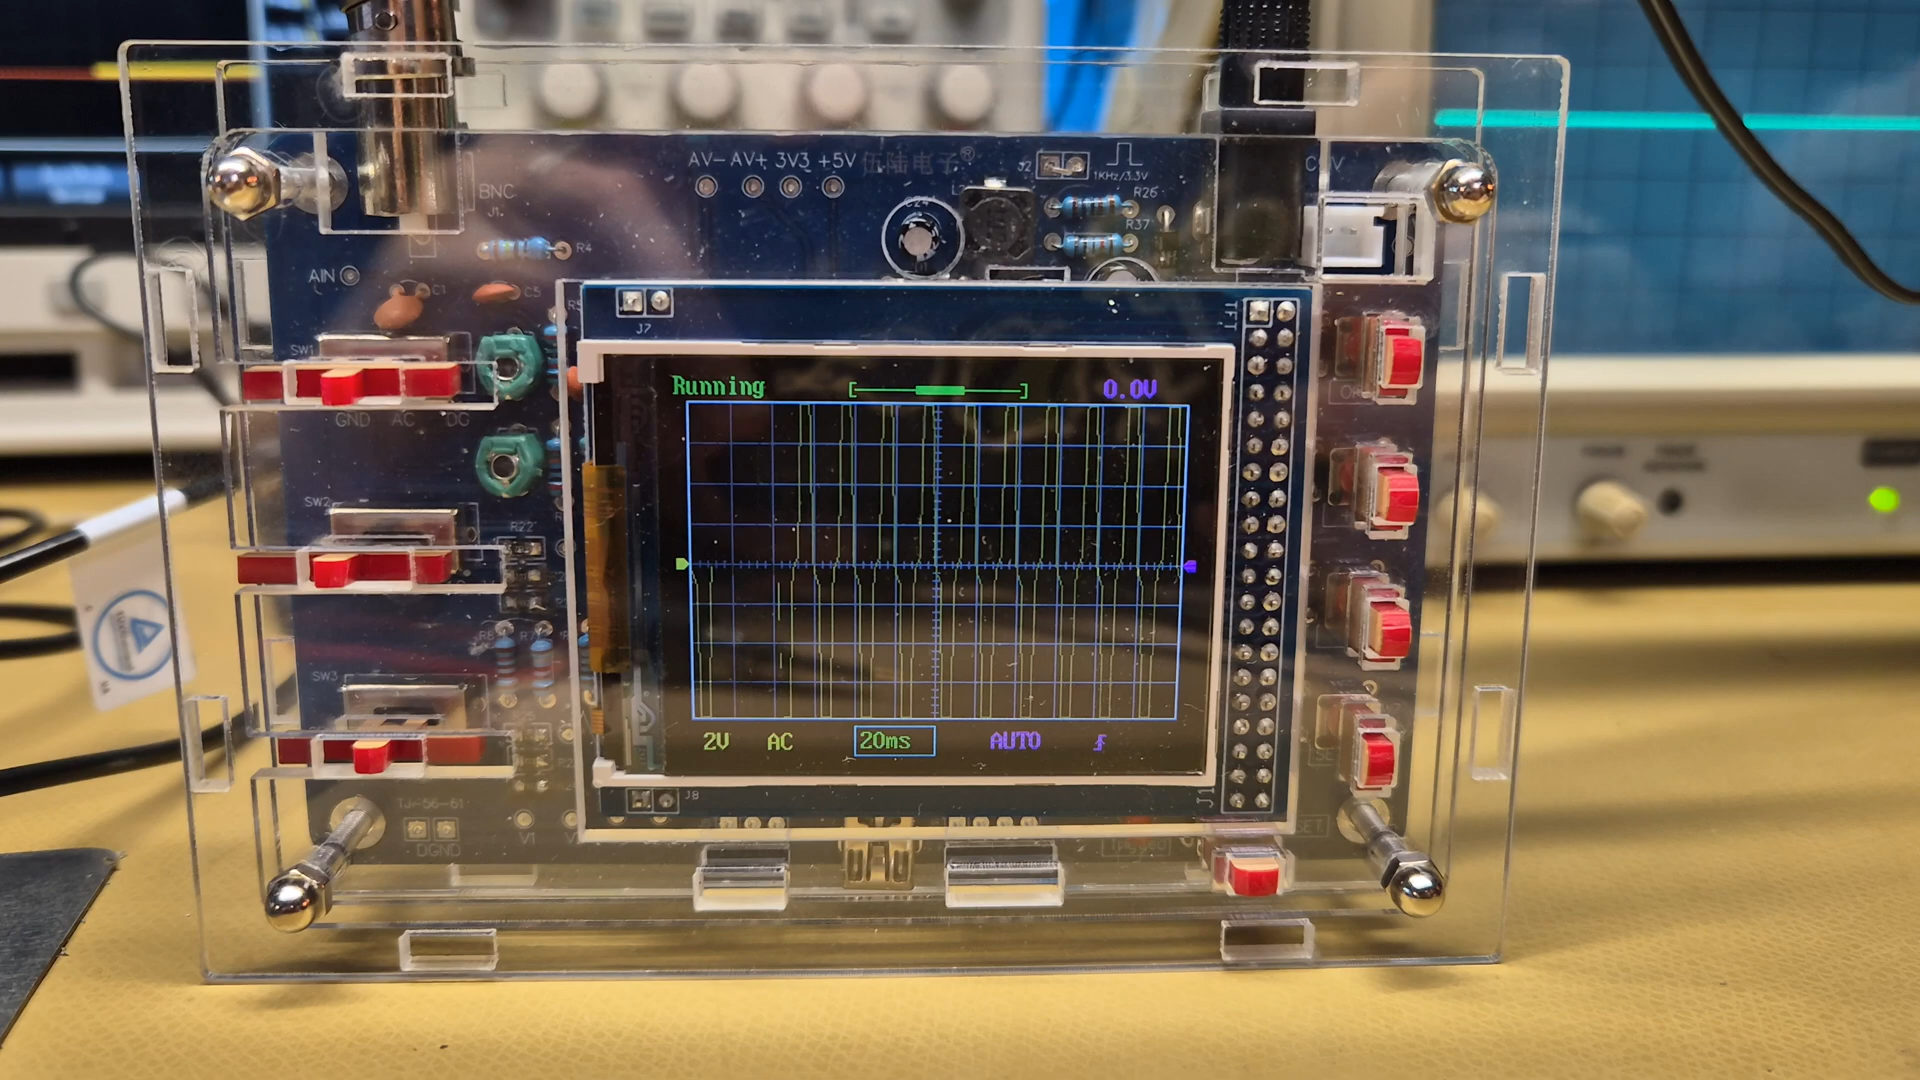 AV- AV+ 3V3 +5V 伍陆电子®
J2
1KHz/3.3V
R26
BNC
J1
R37
R4
AIN
C1
C5
J7
TFT
SW1
GND AC DC
Running
0.0V
SW2
R22
SW3
2V AC 20ms AUTO
J8
DGND
V1